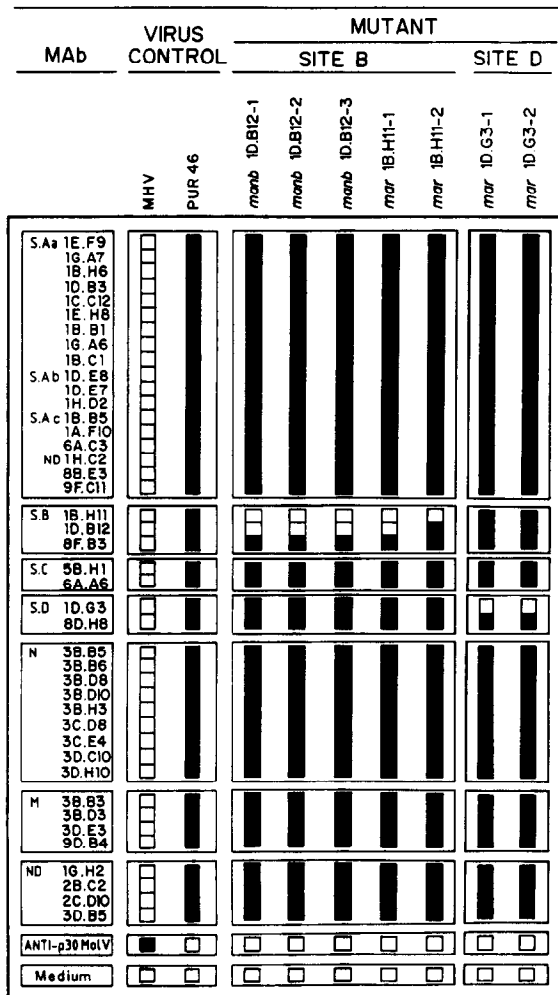 MAb
VIRUS CONTROL
MUTANT
SITE B
SITE D
MHV
PUR 46
monb 1D.B12-1
monb 1D.B12-2
monb 1D.B12-3
mar 1B.H11-1
mar 1B.H11-2
mar 1D.G3-1
mar 1D.G3-2
S.Aa 1E.F9
1G.A7
1B.H6
1D.B3
1C.C12
1E.H8
1B.B1
1G.A6
1B.C1
S.Ab 1D.E8
1D.E7
1H.D2
S.Ac 1B.B5
1A.F10
6A.C3
ND 1H.C2
8B.E3
9F.C11
S.B 1B.H11
1D.B12
8F.B3
S.C 5B.H1
6A.A6
S.D 1D.G3
8D.H8
N 3B.B5
3B.B6
3B.D8
3B.D10
3B.H3
3C.D8
3C.E4
3D.C10
3D.H10
M 3B.B3
3B.D3
3D.E3
9D.B4
ND 1G.H2
2B.C2
2C.D10
3D.B5
ANTI-p30MolV
Medium